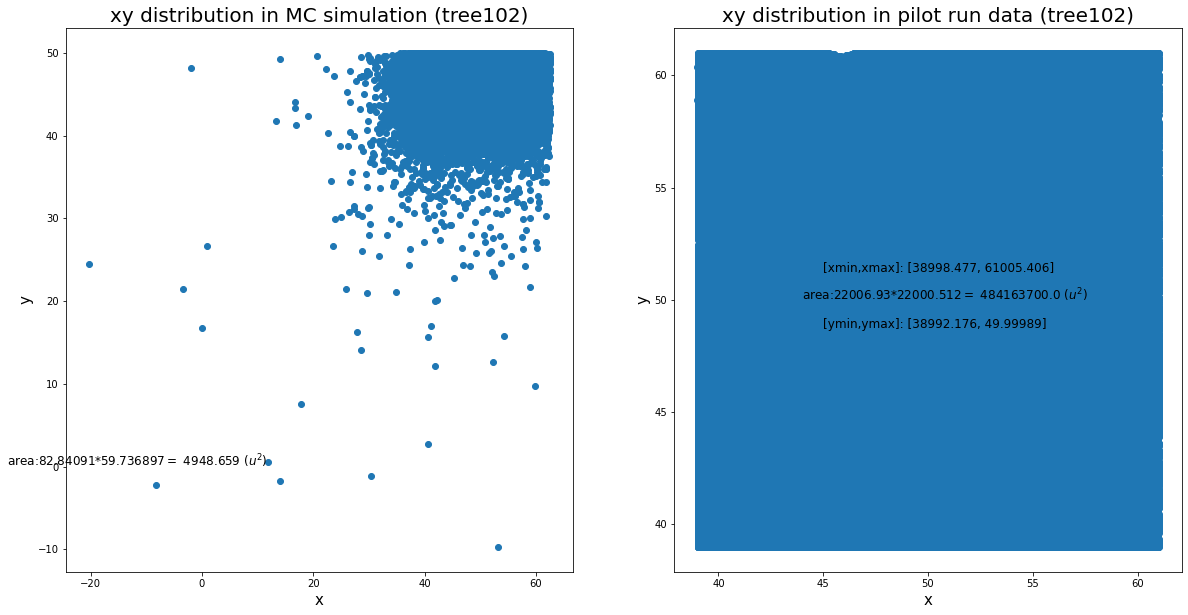 xy distribution in MC simulation (tree102)
50
40
30
20
10
0
−10
y
area:82.84091*59.736897 = 4948.659 (u²)
−20
0
20
40
60
x
xy distribution in pilot run data (tree102)
60
55
50
45
40
y
[xmin,xmax]: [38998.477, 61005.406]
area:22006.93*22000.512 = 484163700.0 (u²)
[ymin,ymax]: [38992.176, 49.99989]
40
45
50
55
60
x